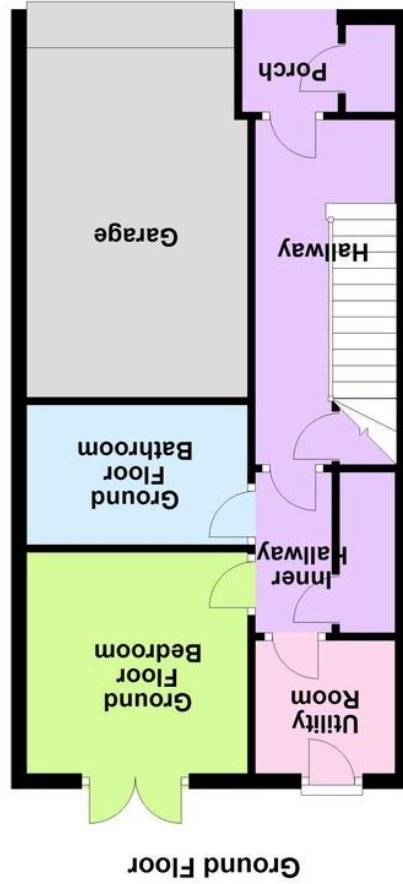 Ground Floor
Utility
Room
Ground
Floor
Bedroom
Inner
Hallway
Ground
Floor
Bathroom
Hallway
Garage
Porch